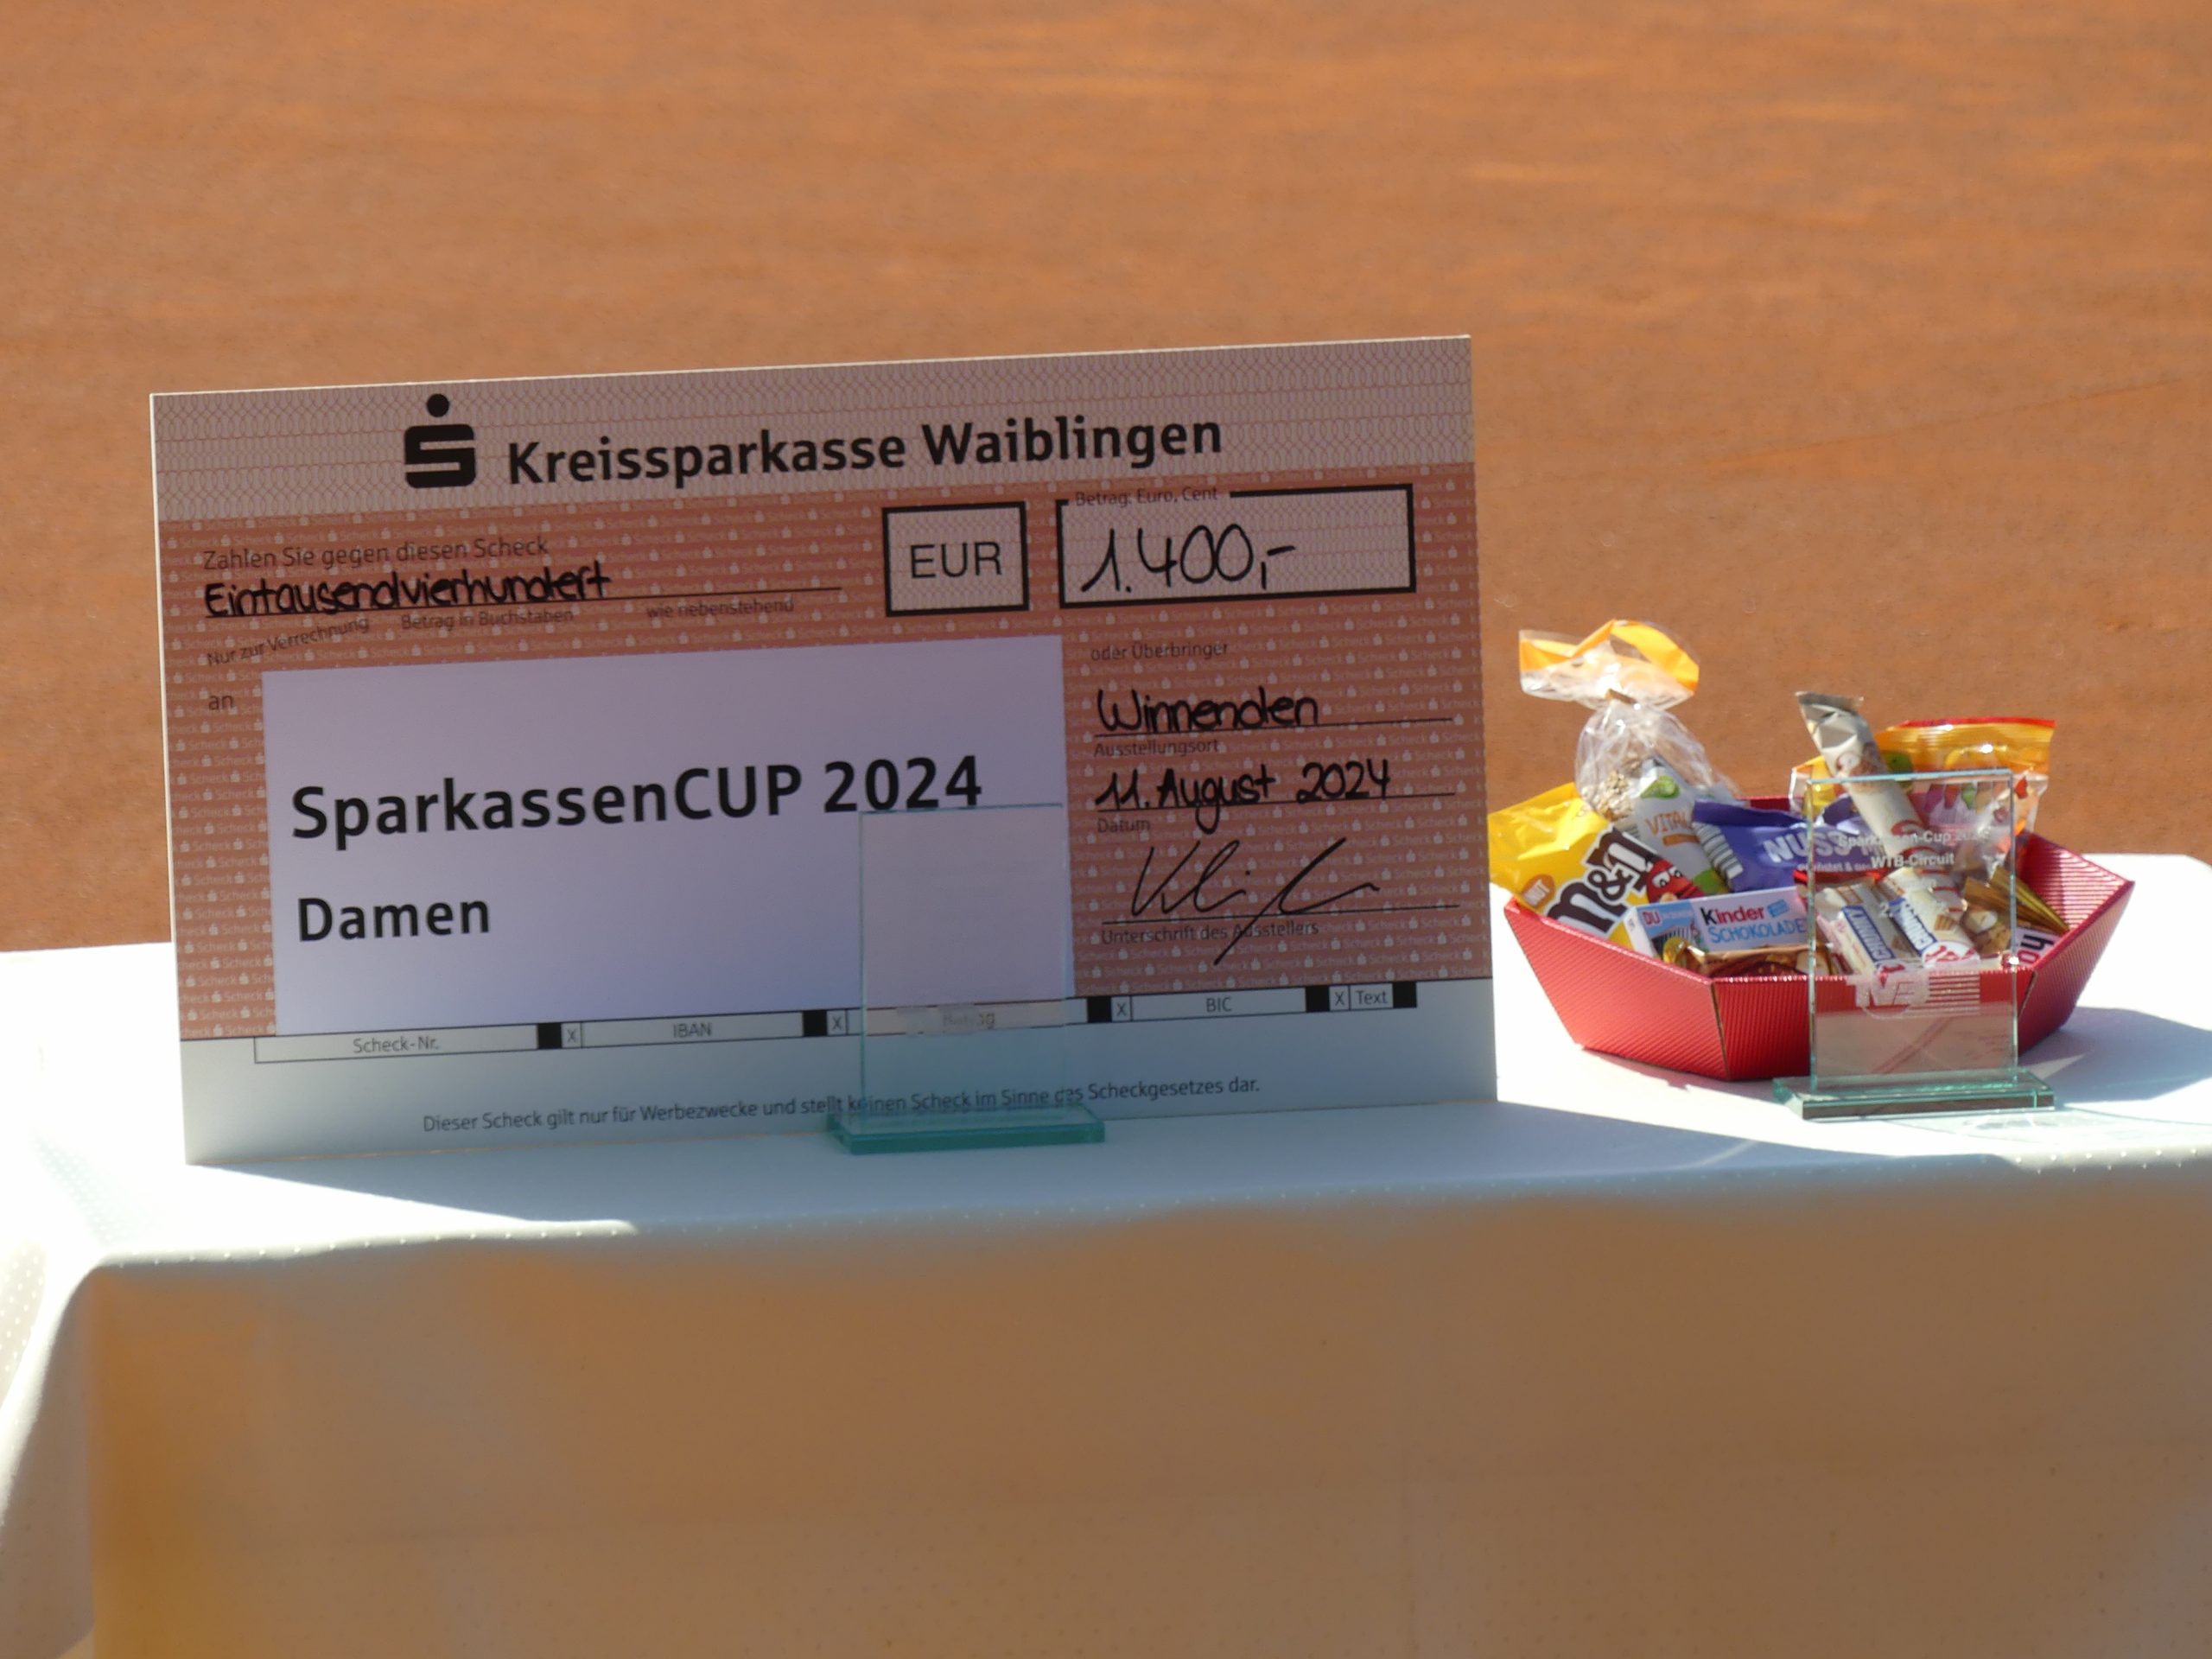 Kreissparkasse Waiblingen
Zahlen Sie gegen diesen Scheck
Eintausendvierhundert
Betrag in Buchstaben wie nebenstehend
Nur zur Verrechnung
EUR
Betrag: Euro, Cent
1.400,-
an
SparkassenCUP 2024
Damen
oder Überbringer
Winnenden
Ausstellungsort
11. August 2024
Datum
Unterschrift des Ausstellers
Scheck-Nr. X IBAN X Betrag X BIC X Text
Dieser Scheck gilt nur für Werbezwecke und stellt keinen Scheck im Sinne des Scheckgesetzes dar.
m&m
DU
Kinder
SCHOKOLADE
WTB-Circuit